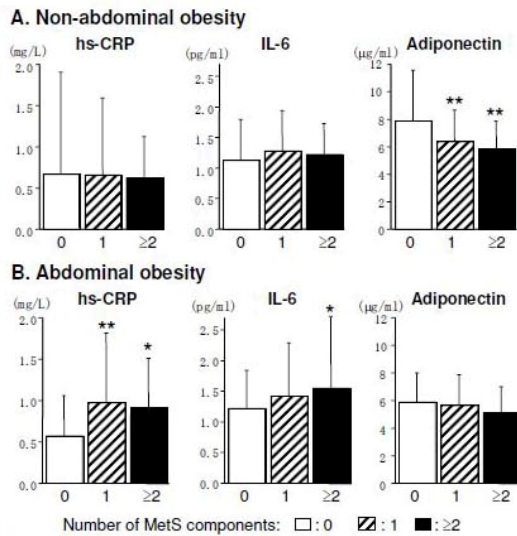 A. Non-abdominal obesity
hs-CRP IL-6 Adiponectin
(mg/L) (pg/ml) (μg/ml)
2.0 2.5 12
1.5 2.0 10
1.0 1.5 8
0.5 1.0 6
0.0 0.5 4
0.0 2
0
** **
0 1 ≥2 0 1 ≥2 0 1 ≥2
B. Abdominal obesity
hs-CRP IL-6 Adiponectin
(mg/L) (pg/ml) (μg/ml)
2.0 2.5 12
1.5 2.0 10
1.0 1.5 8
0.5 1.0 6
0.0 0.5 4
0.0 2
0
** * *
0 1 ≥2 0 1 ≥2 0 1 ≥2
Number of MetS components: : 0 : 1 : ≥2